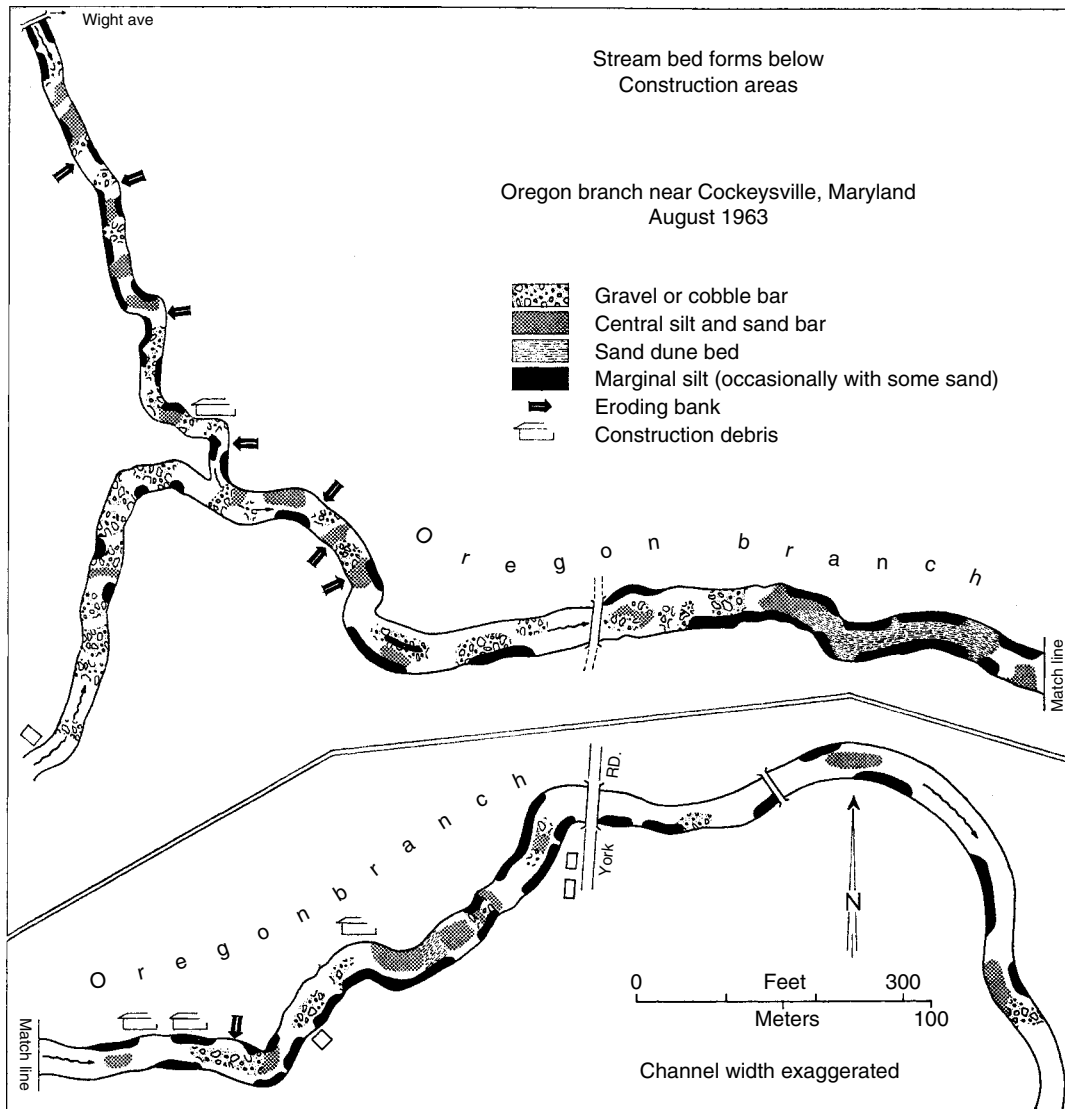 Wight ave
Stream bed forms below
Construction areas
Oregon branch near Cockeysville, Maryland
August 1963
Gravel or cobble bar
Central silt and sand bar
Sand dune bed
Marginal silt (occasionally with some sand)
Eroding bank
Construction debris
Oregon branch
Match line
Oregonbranch
York RD.
N
0 Feet 300
Meters 100
Match line
Channel width exaggerated